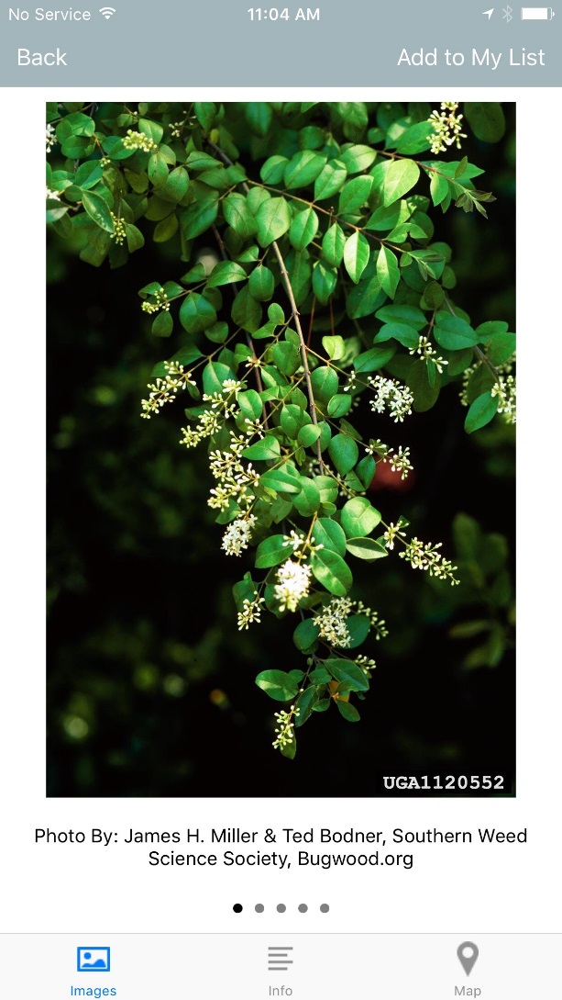 No Service 11:04 AM
Back Add to My List
UGA1120552
Photo By: James H. Miller & Ted Bodner, Southern Weed
Science Society, Bugwood.org
Images Info Map